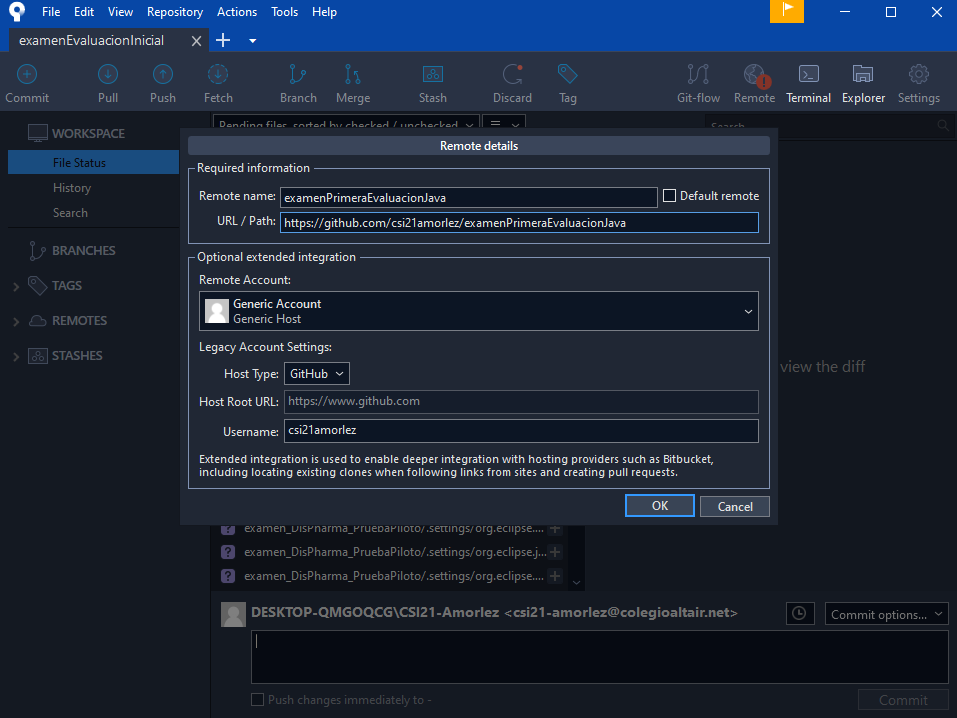 File Edit View Repository Actions Tools Help
examenEvaluacionInicial
Commit Pull Push Fetch Branch Merge Stash Discard Tag Git-flow Remote Terminal Explorer Settings
WORKSPACE
File Status
History
Search
BRANCHES
TAGS
REMOTES
STASHES
Pending files, sorted by checked / unchecked
Search
Remote details
Required information
Remote name: examenPrimeraEvaluacionJava Default remote
URL / Path: https://github.com/csi21amorlez/examenPrimeraEvaluacionJava
Optional extended integration
Remote Account:
Generic Account
Generic Host
Legacy Account Settings:
Host Type: GitHub
Host Root URL: https://www.github.com
Username: csi21amorlez
Extended integration is used to enable deeper integration with hosting providers such as Bitbucket,
including locating existing clones when following links from sites and creating pull requests.
OK Cancel
view the diff
examen_DisPharma_PruebaPiloto/.settings/org.eclipse....
examen_DisPharma_PruebaPiloto/.settings/org.eclipse.j...
examen_DisPharma_PruebaPiloto/.settings/org.eclipse....
DESKTOP-QMGOQCG\CSI21-Amorlez <csi21-amorlez@colegioaltair.net>
Commit options...
Push changes immediately to -
Commit